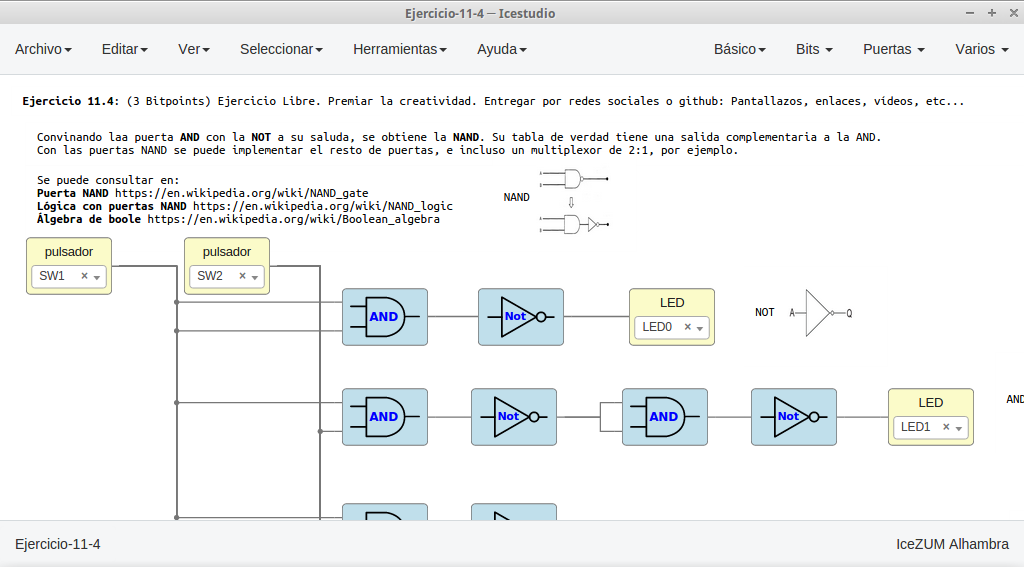 Ejercicio-11-4 — Icestudio
Archivo Editar Ver Seleccionar Herramientas Ayuda Básico Bits Puertas Varios
Ejercicio 11.4: (3 Bitpoints) Ejercicio Libre. Premiar la creatividad. Entregar por redes sociales o github: Pantallazos, enlaces, vídeos, etc...
Convinando laa puerta AND con la NOT a su saluda, se obtiene la NAND. Su tabla de verdad tiene una salida complementaria a la AND.
Con las puertas NAND se puede implementar el resto de puertas, e incluso un multiplexor de 2:1, por ejemplo.
Se puede consultar en:
Puerta NAND https://en.wikipedia.org/wiki/NAND_gate
Lógica con puertas NAND https://en.wikipedia.org/wiki/NAND_logic
Álgebra de boole https://en.wikipedia.org/wiki/Boolean_algebra
NAND
pulsador
SW1 ×
pulsador
SW2 ×
AND
Not
LED
LED0 ×
NOT A Q
AND
Not
AND
Not
LED
LED1 ×
AND
Ejercicio-11-4
IceZUM Alhambra